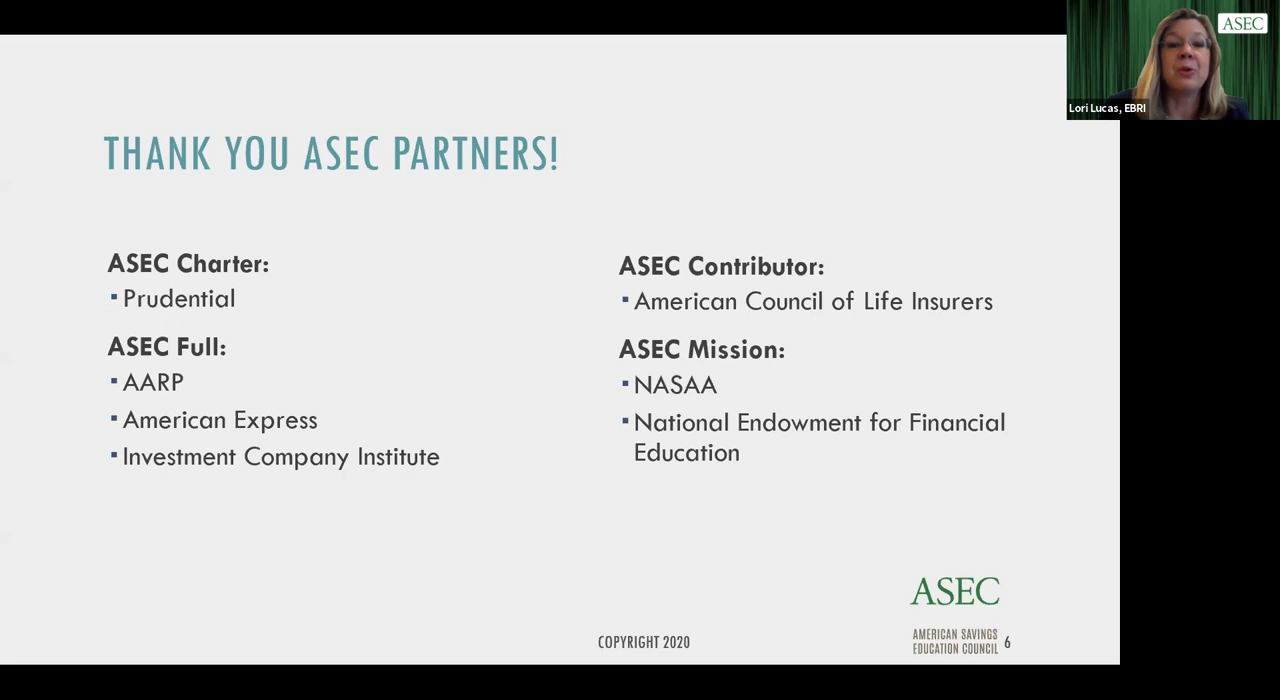 ASEC
Lori Lucas, EBRI
THANK YOU ASEC PARTNERS!
ASEC Charter:
▪ Prudential
ASEC Full:
▪ AARP
▪ American Express
▪ Investment Company Institute
ASEC Contributor:
▪ American Council of Life Insurers
ASEC Mission:
▪ NASAA
▪ National Endowment for Financial
Education
ASEC
AMERICAN SAVINGS
EDUCATION COUNCIL
COPYRIGHT 2020
6